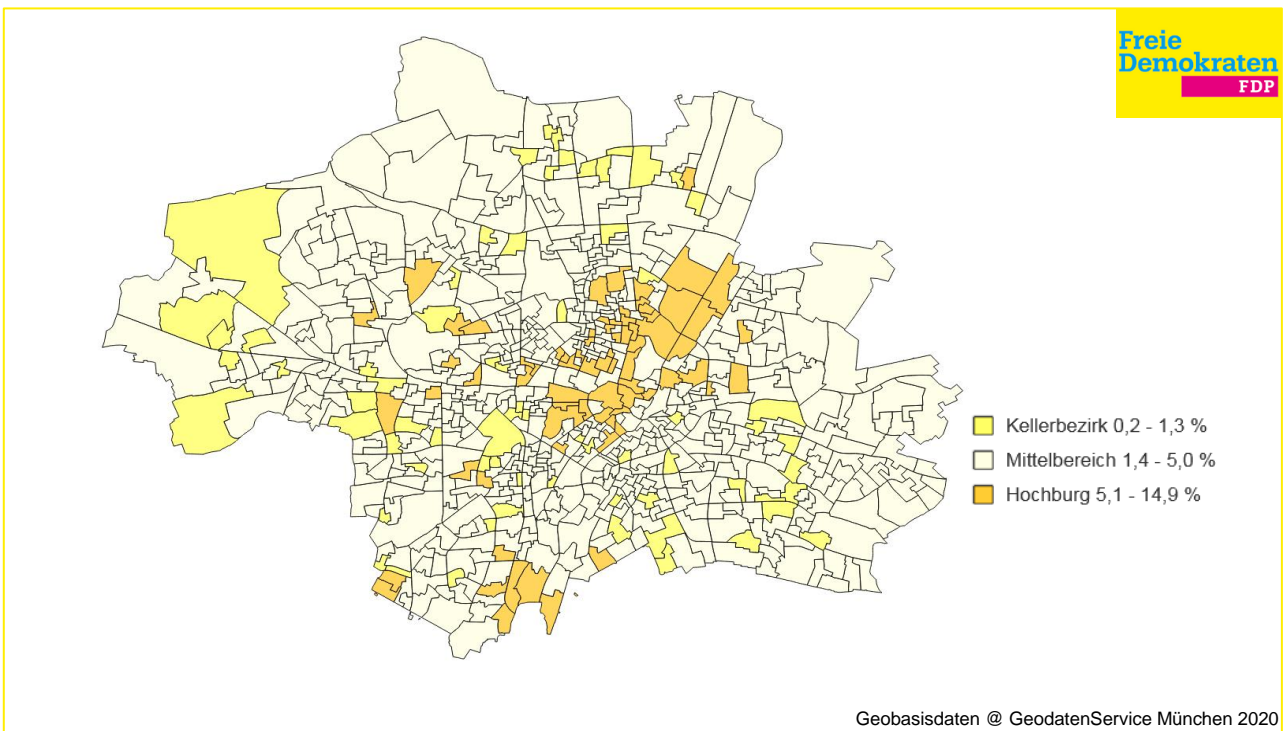 Freie
Demokraten
FDP
Kellerbezirk 0,2 - 1,3 %
Mittelbereich 1,4 - 5,0 %
Hochburg 5,1 - 14,9 %
Geobasisdaten @ GeodatenService München 2020